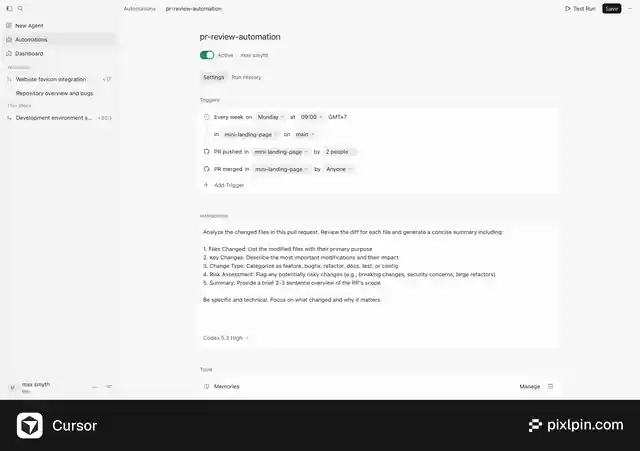 Automations pr-review-automation
Test Run Save
New Agent
Automations
Dashboard
Website favicon integration
Repository overview and bugs
Development environment s...
pr-review-automation
Active max smyth
Settings Run History
Triggers
Every week on Monday at 09:00 GMT+7
in mini-landing-page on main
PR pushed in mini-landing-page by 2 people
PR merged in mini-landing-page by Anyone
Add Trigger
Instructions
Analyze the changed files in this pull request. Review the diff for each file and generate a concise summary including:
1. Files Changed: List the modified files with their primary purpose
2. Key Changes: Describe the most important modifications and their impact
3. Change Type: Categorize as feature, bugfix, refactor, docs, test, or config
4. Risk Assessment: Flag any potentially risky changes (e.g., breaking changes, security concerns, large refactors)
5. Summary: Provide a brief 2-3 sentence overview of the PR's scope
Be specific and technical. Focus on what changed and why it matters
Codex 5.3 High
Tools
Memories Manage
max smyth
Cursor
pixlpin.com